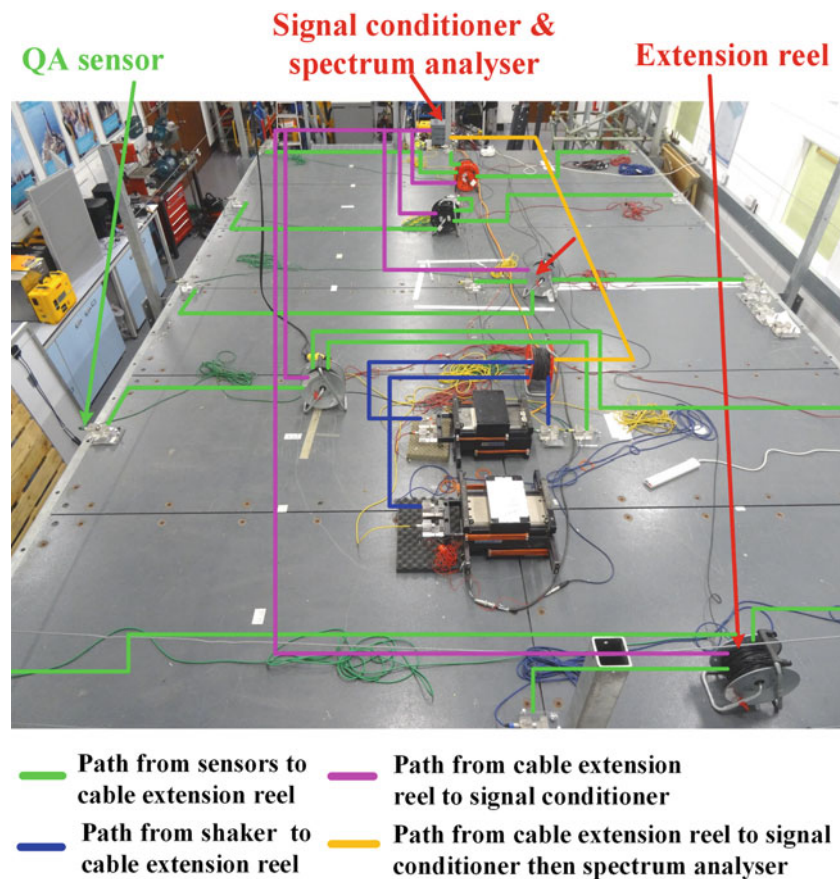 Signal conditioner &
spectrum analyser
QA sensor
Extension reel
Path from sensors to
cable extension reel
Path from cable extension
reel to signal conditioner
Path from shaker to
cable extension reel
Path from cable extension reel to signal
conditioner then spectrum analyser